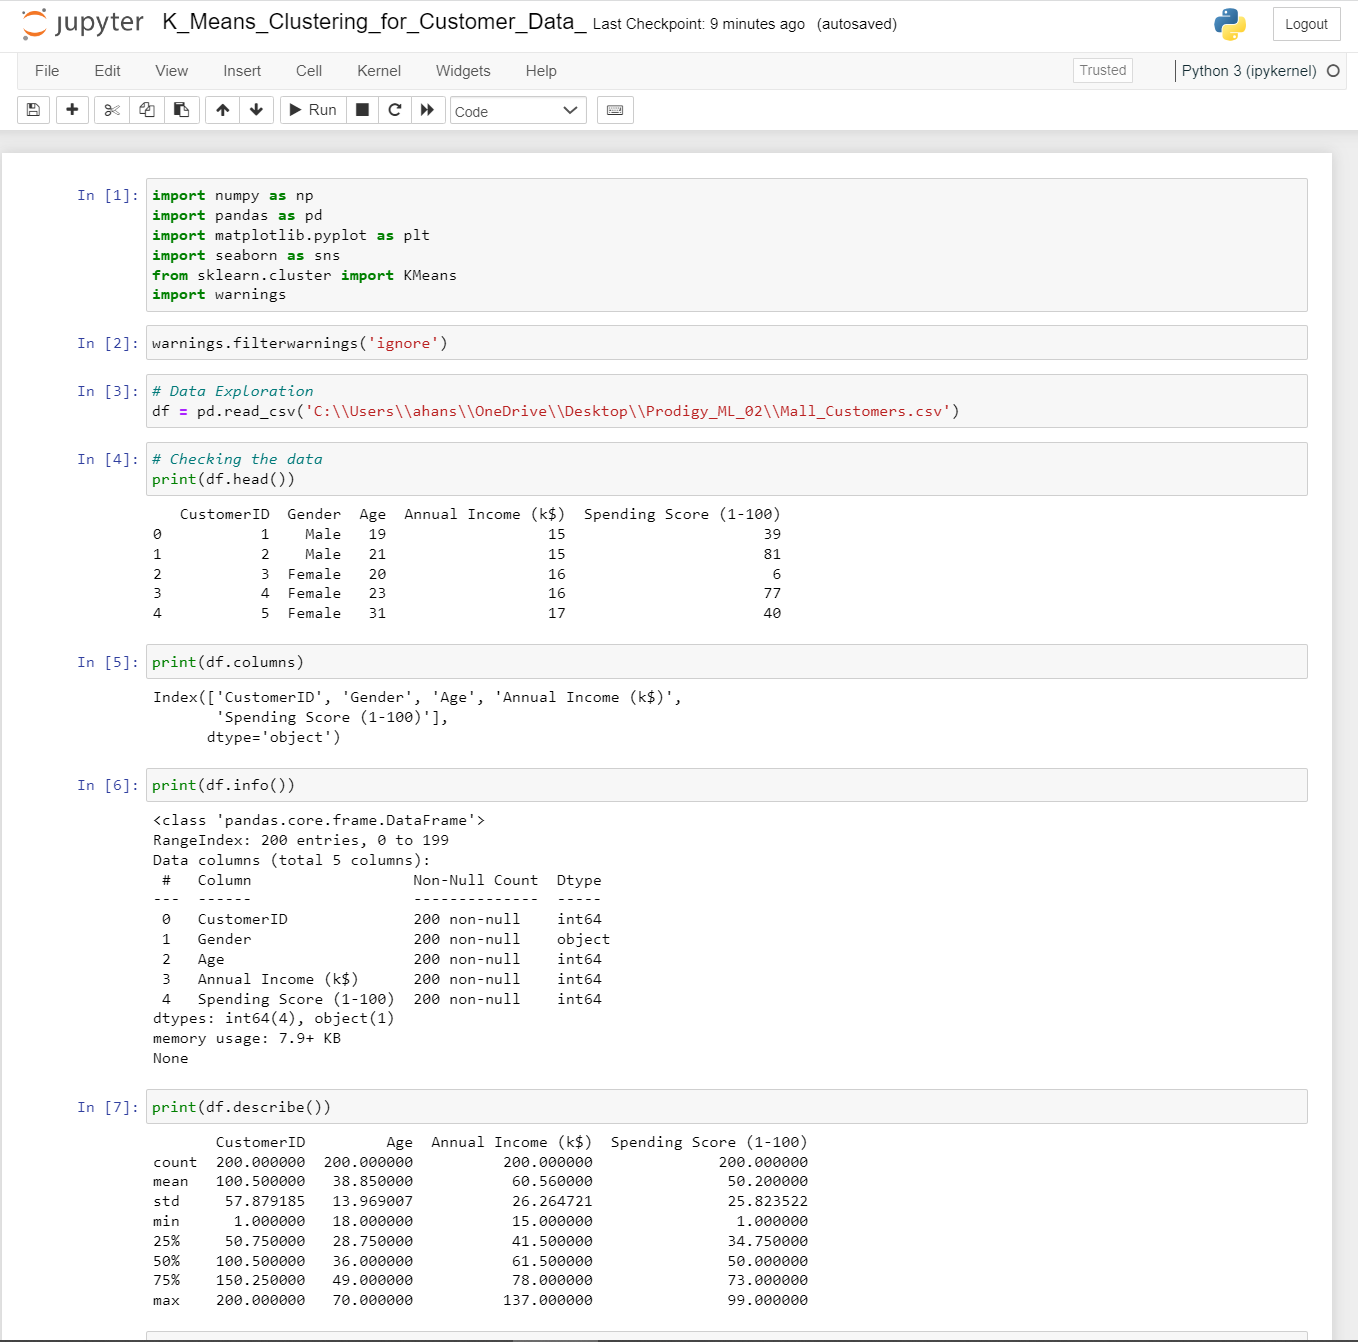 jupyter K_Means_Clustering_for_Customer_Data_ Last Checkpoint: 9 minutes ago (autosaved) Logout
File Edit View Insert Cell Kernel Widgets Help Trusted Python 3 (ipykernel)
Run Code
In [1]: import numpy as np
import pandas as pd
import matplotlib.pyplot as plt
import seaborn as sns
from sklearn.cluster import KMeans
import warnings
In [2]: warnings.filterwarnings('ignore')
In [3]: # Data Exploration
df = pd.read_csv('C:\\Users\\ahans\\OneDrive\\Desktop\\Prodigy_ML_02\\Mall_Customers.csv')
In [4]: # Checking the data
print(df.head())
CustomerID Gender Age Annual Income (k$) Spending Score (1-100)
0 1 Male 19 15 39
1 2 Male 21 15 81
2 3 Female 20 16 6
3 4 Female 23 16 77
4 5 Female 31 17 40
In [5]: print(df.columns)
Index(['CustomerID', 'Gender', 'Age', 'Annual Income (k$)',
'Spending Score (1-100)'],
dtype='object')
In [6]: print(df.info())
<class 'pandas.core.frame.DataFrame'>
RangeIndex: 200 entries, 0 to 199
Data columns (total 5 columns):
# Column Non-Null Count Dtype
--- ------ -------------- -----
0 CustomerID 200 non-null int64
1 Gender 200 non-null object
2 Age 200 non-null int64
3 Annual Income (k$) 200 non-null int64
4 Spending Score (1-100) 200 non-null int64
dtypes: int64(4), object(1)
memory usage: 7.9+ KB
None
In [7]: print(df.describe())
CustomerID Age Annual Income (k$) Spending Score (1-100)
count 200.000000 200.000000 200.000000 200.000000
mean 100.500000 38.850000 60.560000 50.200000
std 57.879185 13.969007 26.264721 25.823522
min 1.000000 18.000000 15.000000 1.000000
25% 50.750000 28.750000 41.500000 34.750000
50% 100.500000 36.000000 61.500000 50.000000
75% 150.250000 49.000000 78.000000 73.000000
max 200.000000 70.000000 137.000000 99.000000